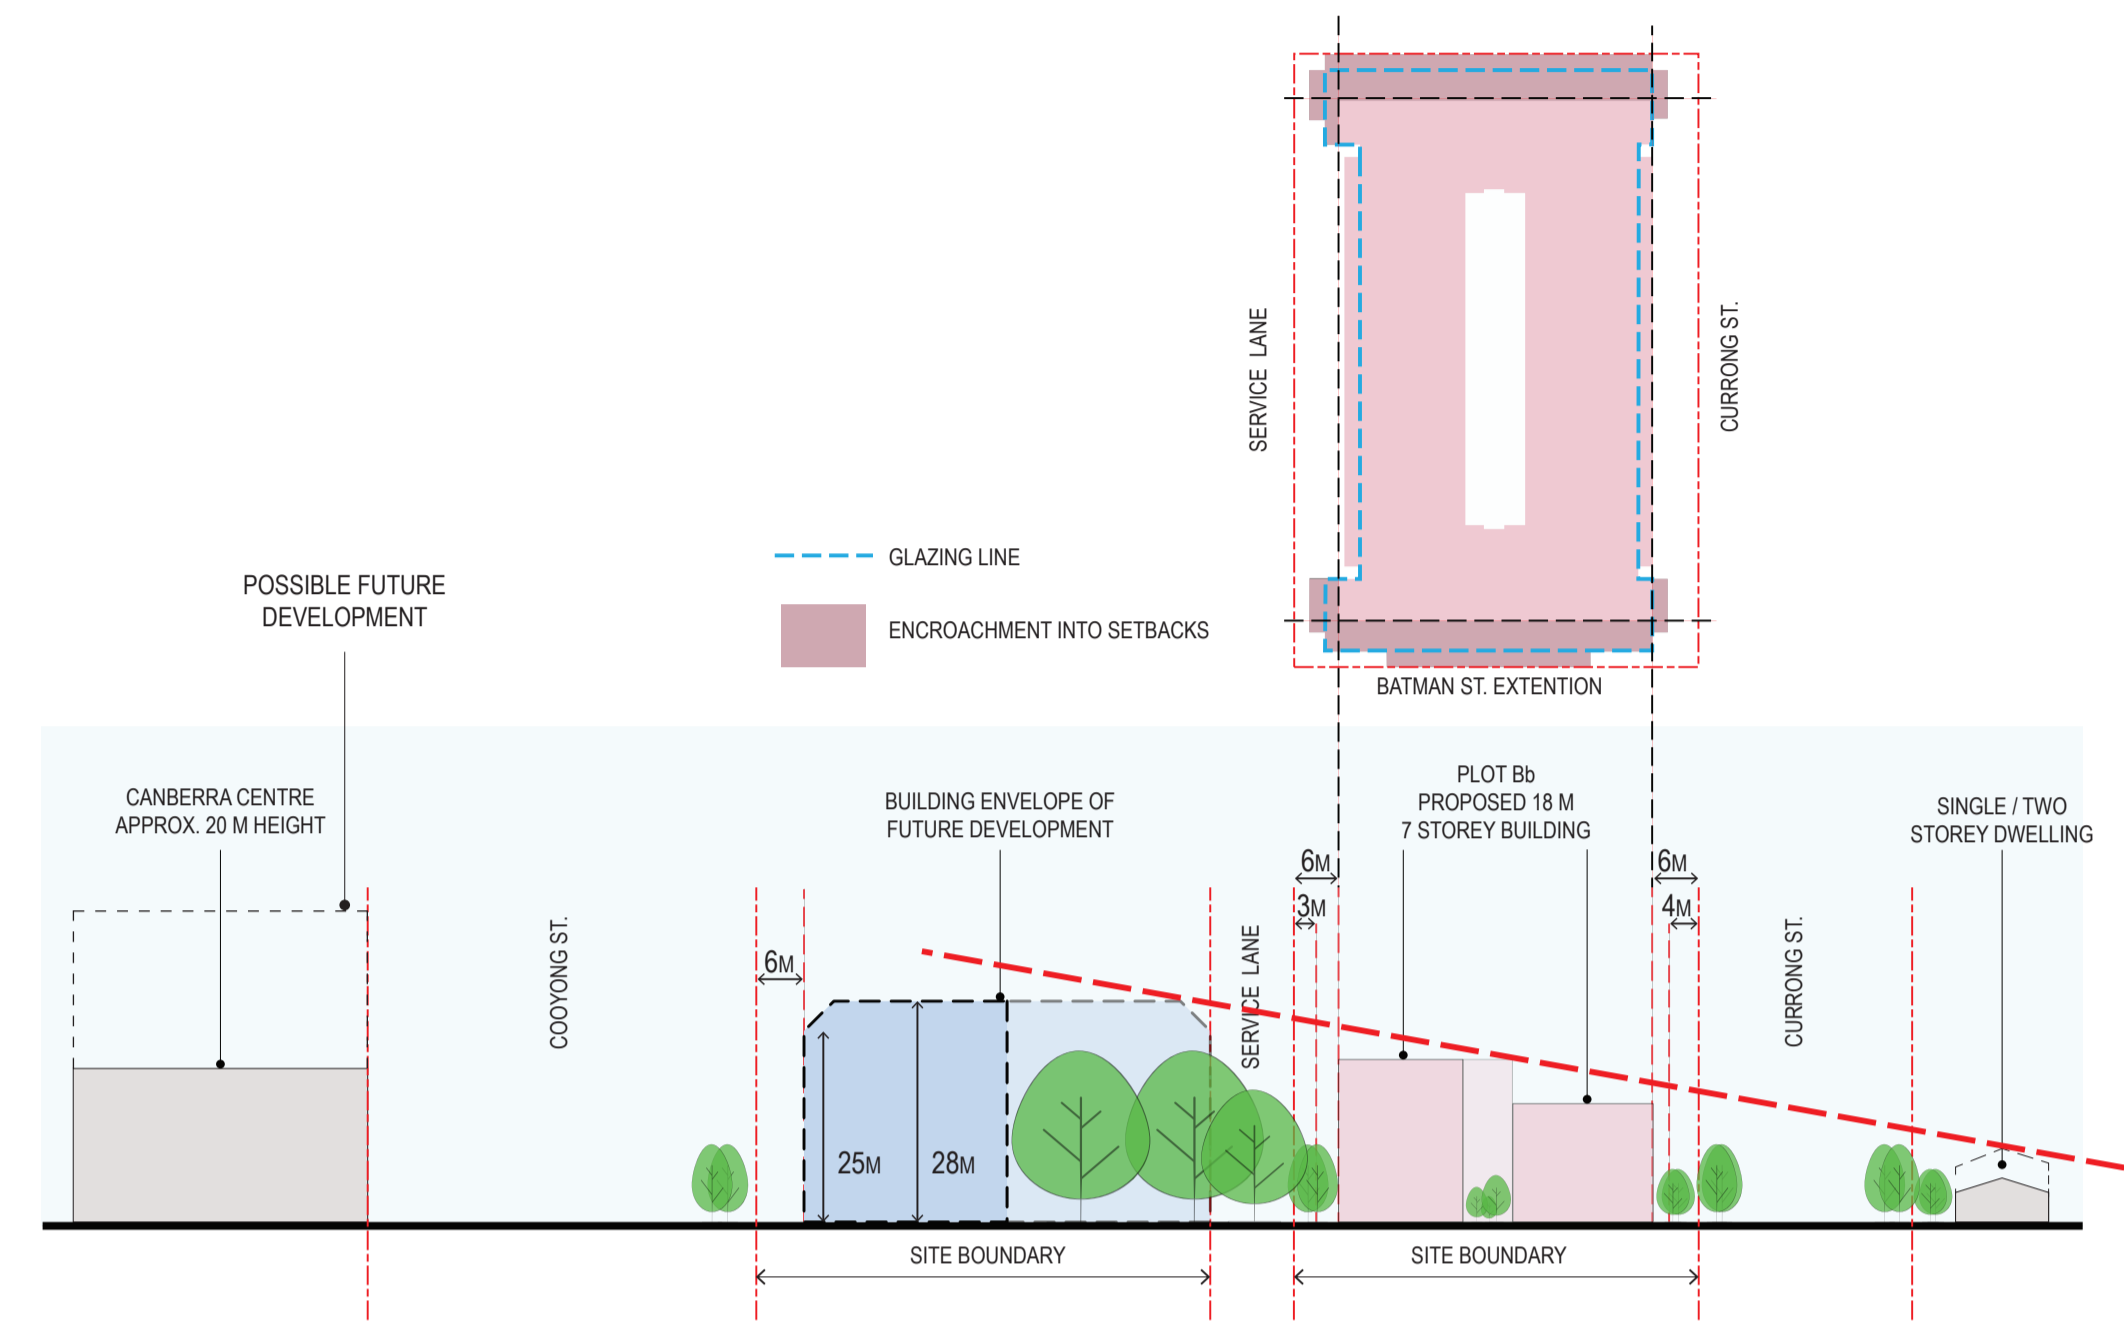 SERVICE LANE
CURRONG ST.
BATMAN ST. EXTENTION
GLAZING LINE
ENCROACHMENT INTO SETBACKS
POSSIBLE FUTURE
DEVELOPMENT
CANBERRA CENTRE
APPROX. 20 M HEIGHT
COOYONG ST.
6M
BUILDING ENVELOPE OF
FUTURE DEVELOPMENT
25M
28M
SERVICE LANE
6M
3M
PLOT Bb
PROPOSED 18 M
7 STOREY BUILDING
6M
4M
CURRONG ST.
SINGLE / TWO
STOREY DWELLING
SITE BOUNDARY
SITE BOUNDARY